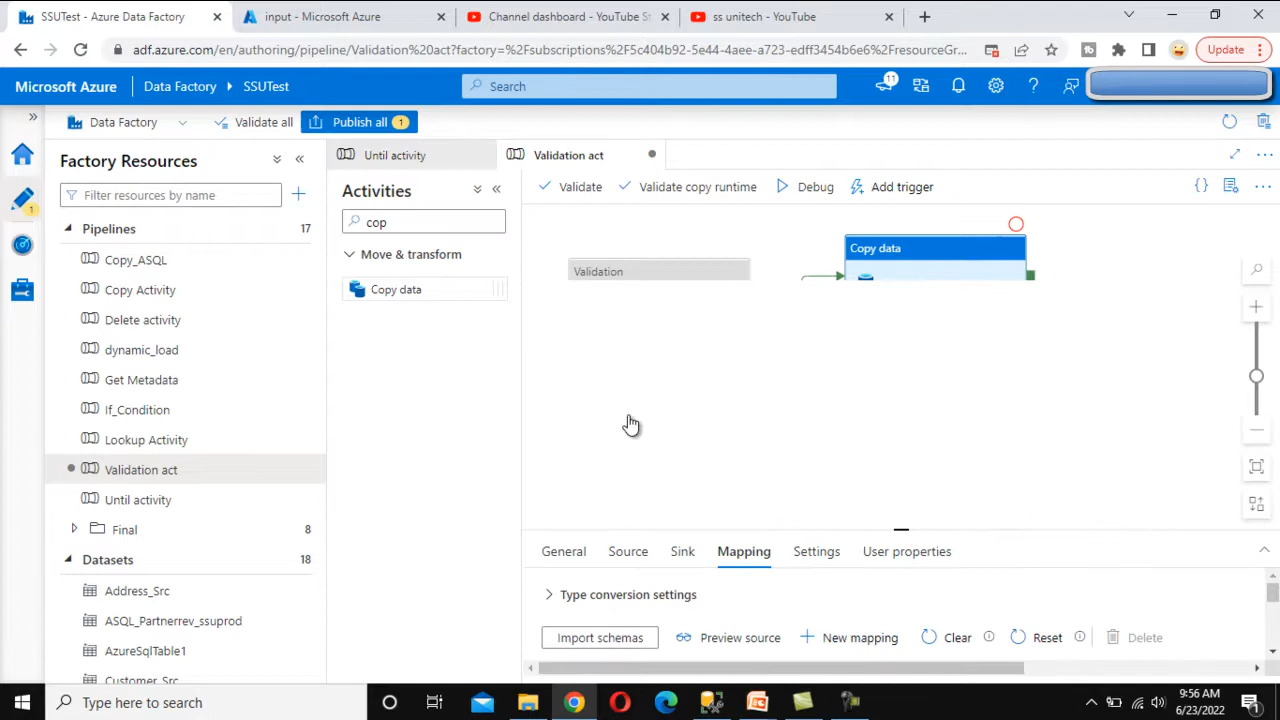 SSUTest - Azure Data Factory
input - Microsoft Azure
Channel dashboard - YouTube St
ss unitech - YouTube
adf.azure.com/en/authoring/pipeline/Validation%20act?factory=%2Fsubscriptions%2F5c404b92-5e44-4aee-a723-edff3454b6e6%2FresourceGr...
Update
Microsoft Azure
Data Factory
SSUTest
Search
11
Data Factory
Validate all
Publish all
1
Factory Resources
Filter resources by name
Pipelines
17
Copy_ASQL
Copy Activity
Delete activity
dynamic_load
Get Metadata
If_Condition
Lookup Activity
Validation act
Until activity
Final
8
Datasets
18
Address_Src
ASQL_Partnerrev_ssuprod
AzureSqlTable1
Customer_Src
1
Until activity
Validation act
Activities
cop
Move & transform
Copy data
Validate
Validate copy runtime
Debug
Add trigger
Validation
Copy data
General
Source
Sink
Mapping
Settings
User properties
Type conversion settings
Import schemas
Preview source
New mapping
Clear
Reset
Delete
Type here to search
9:56 AM
6/23/2022
1